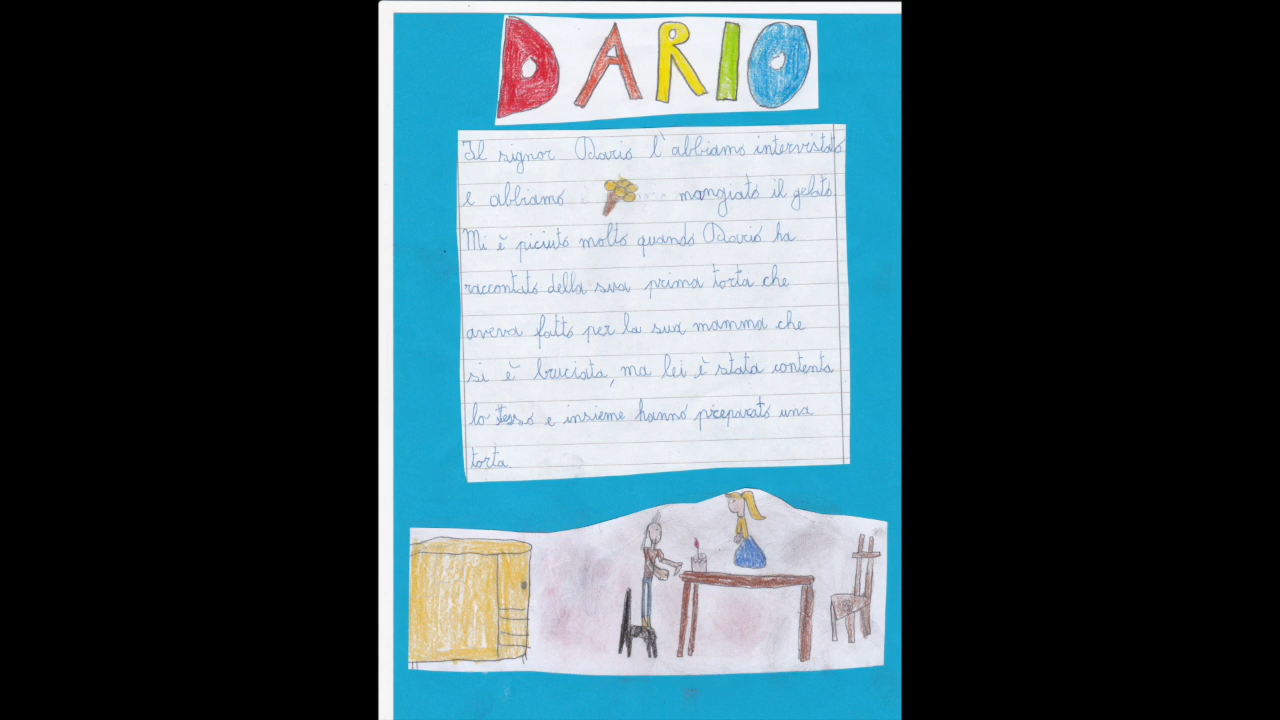 DARIO
Il signor Dario l'abbiamo intervistato
e abbiamo mangiato il gelato
Mi è piciuto molto quando Dario ha
raccontato della sua prima torta che
aveva fatto per la sua mamma che
si è bruciata, ma lei è stata contenta
lo stesso e insieme hanno preparato una
torta.